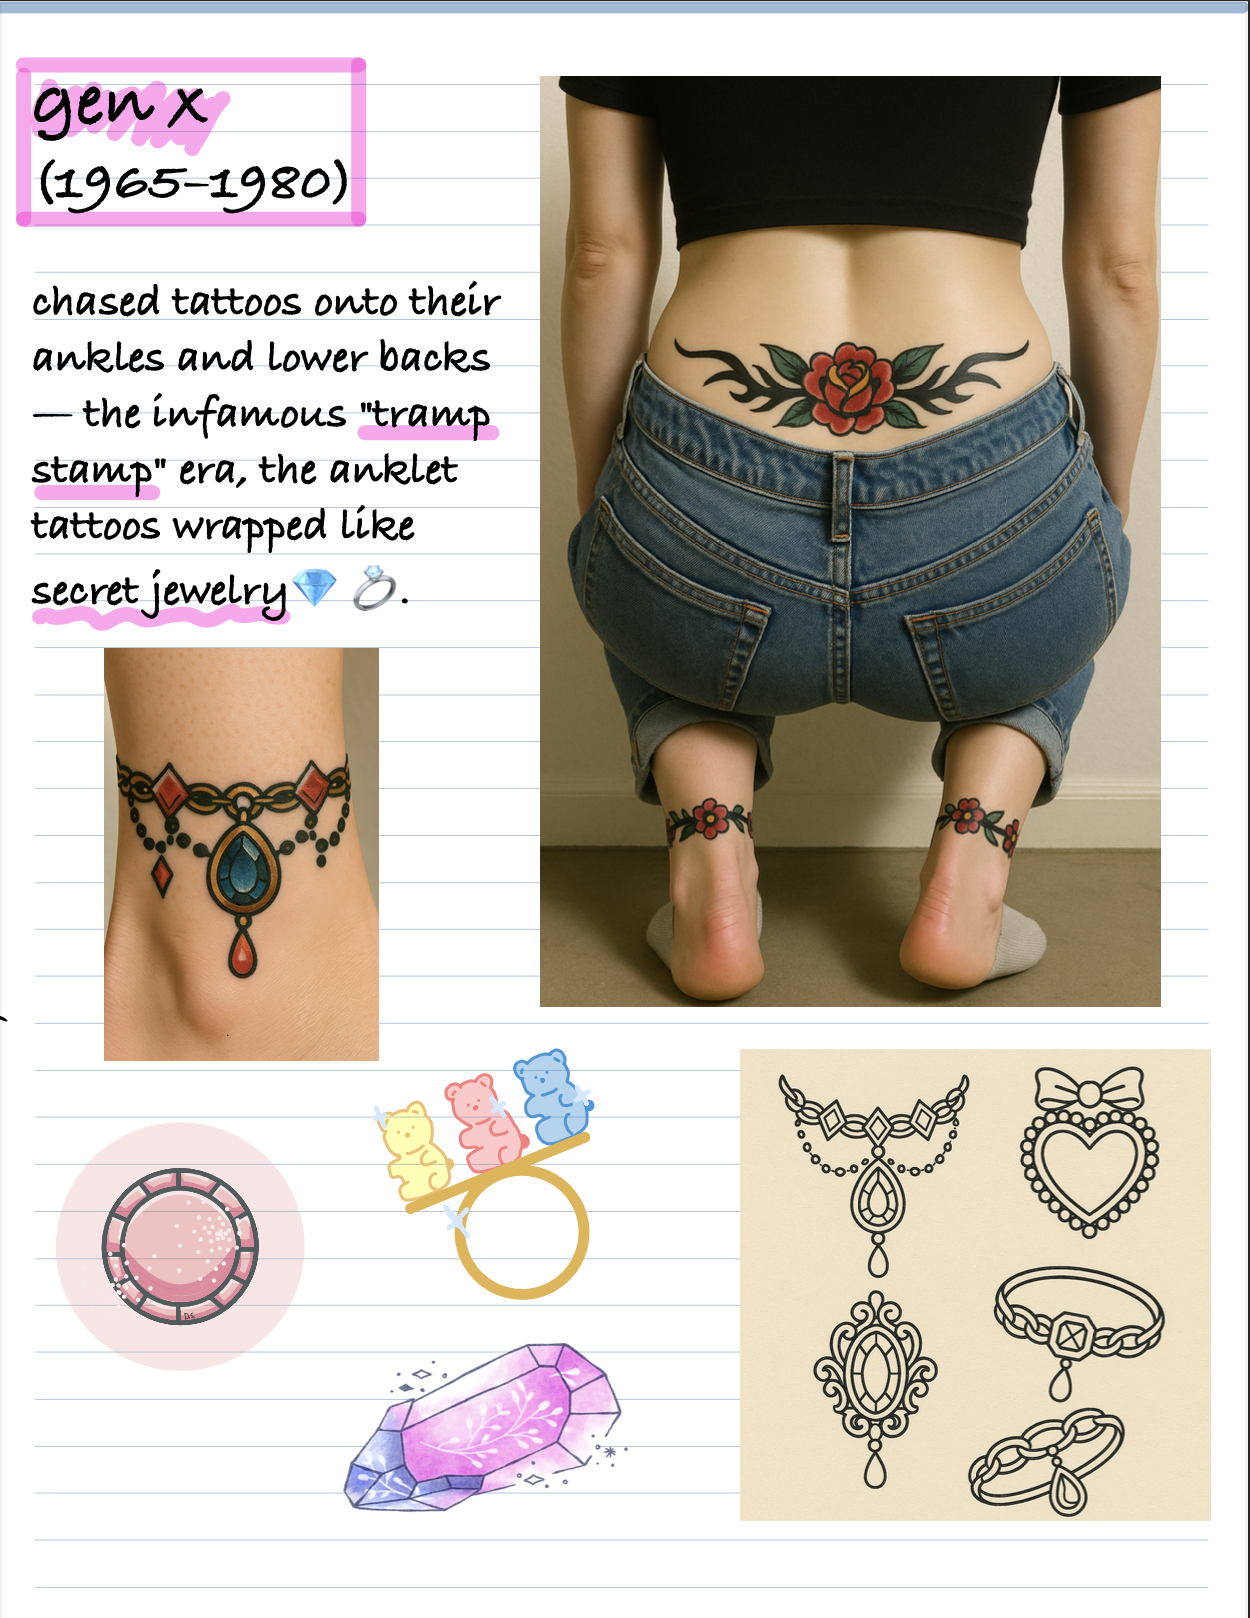 gen x
(1965-1980)
chased tattoos onto their
ankles and lower backs
— the infamous "tramp
stamp" era, the anklet
tattoos wrapped like
secret jewelry💎 💍.